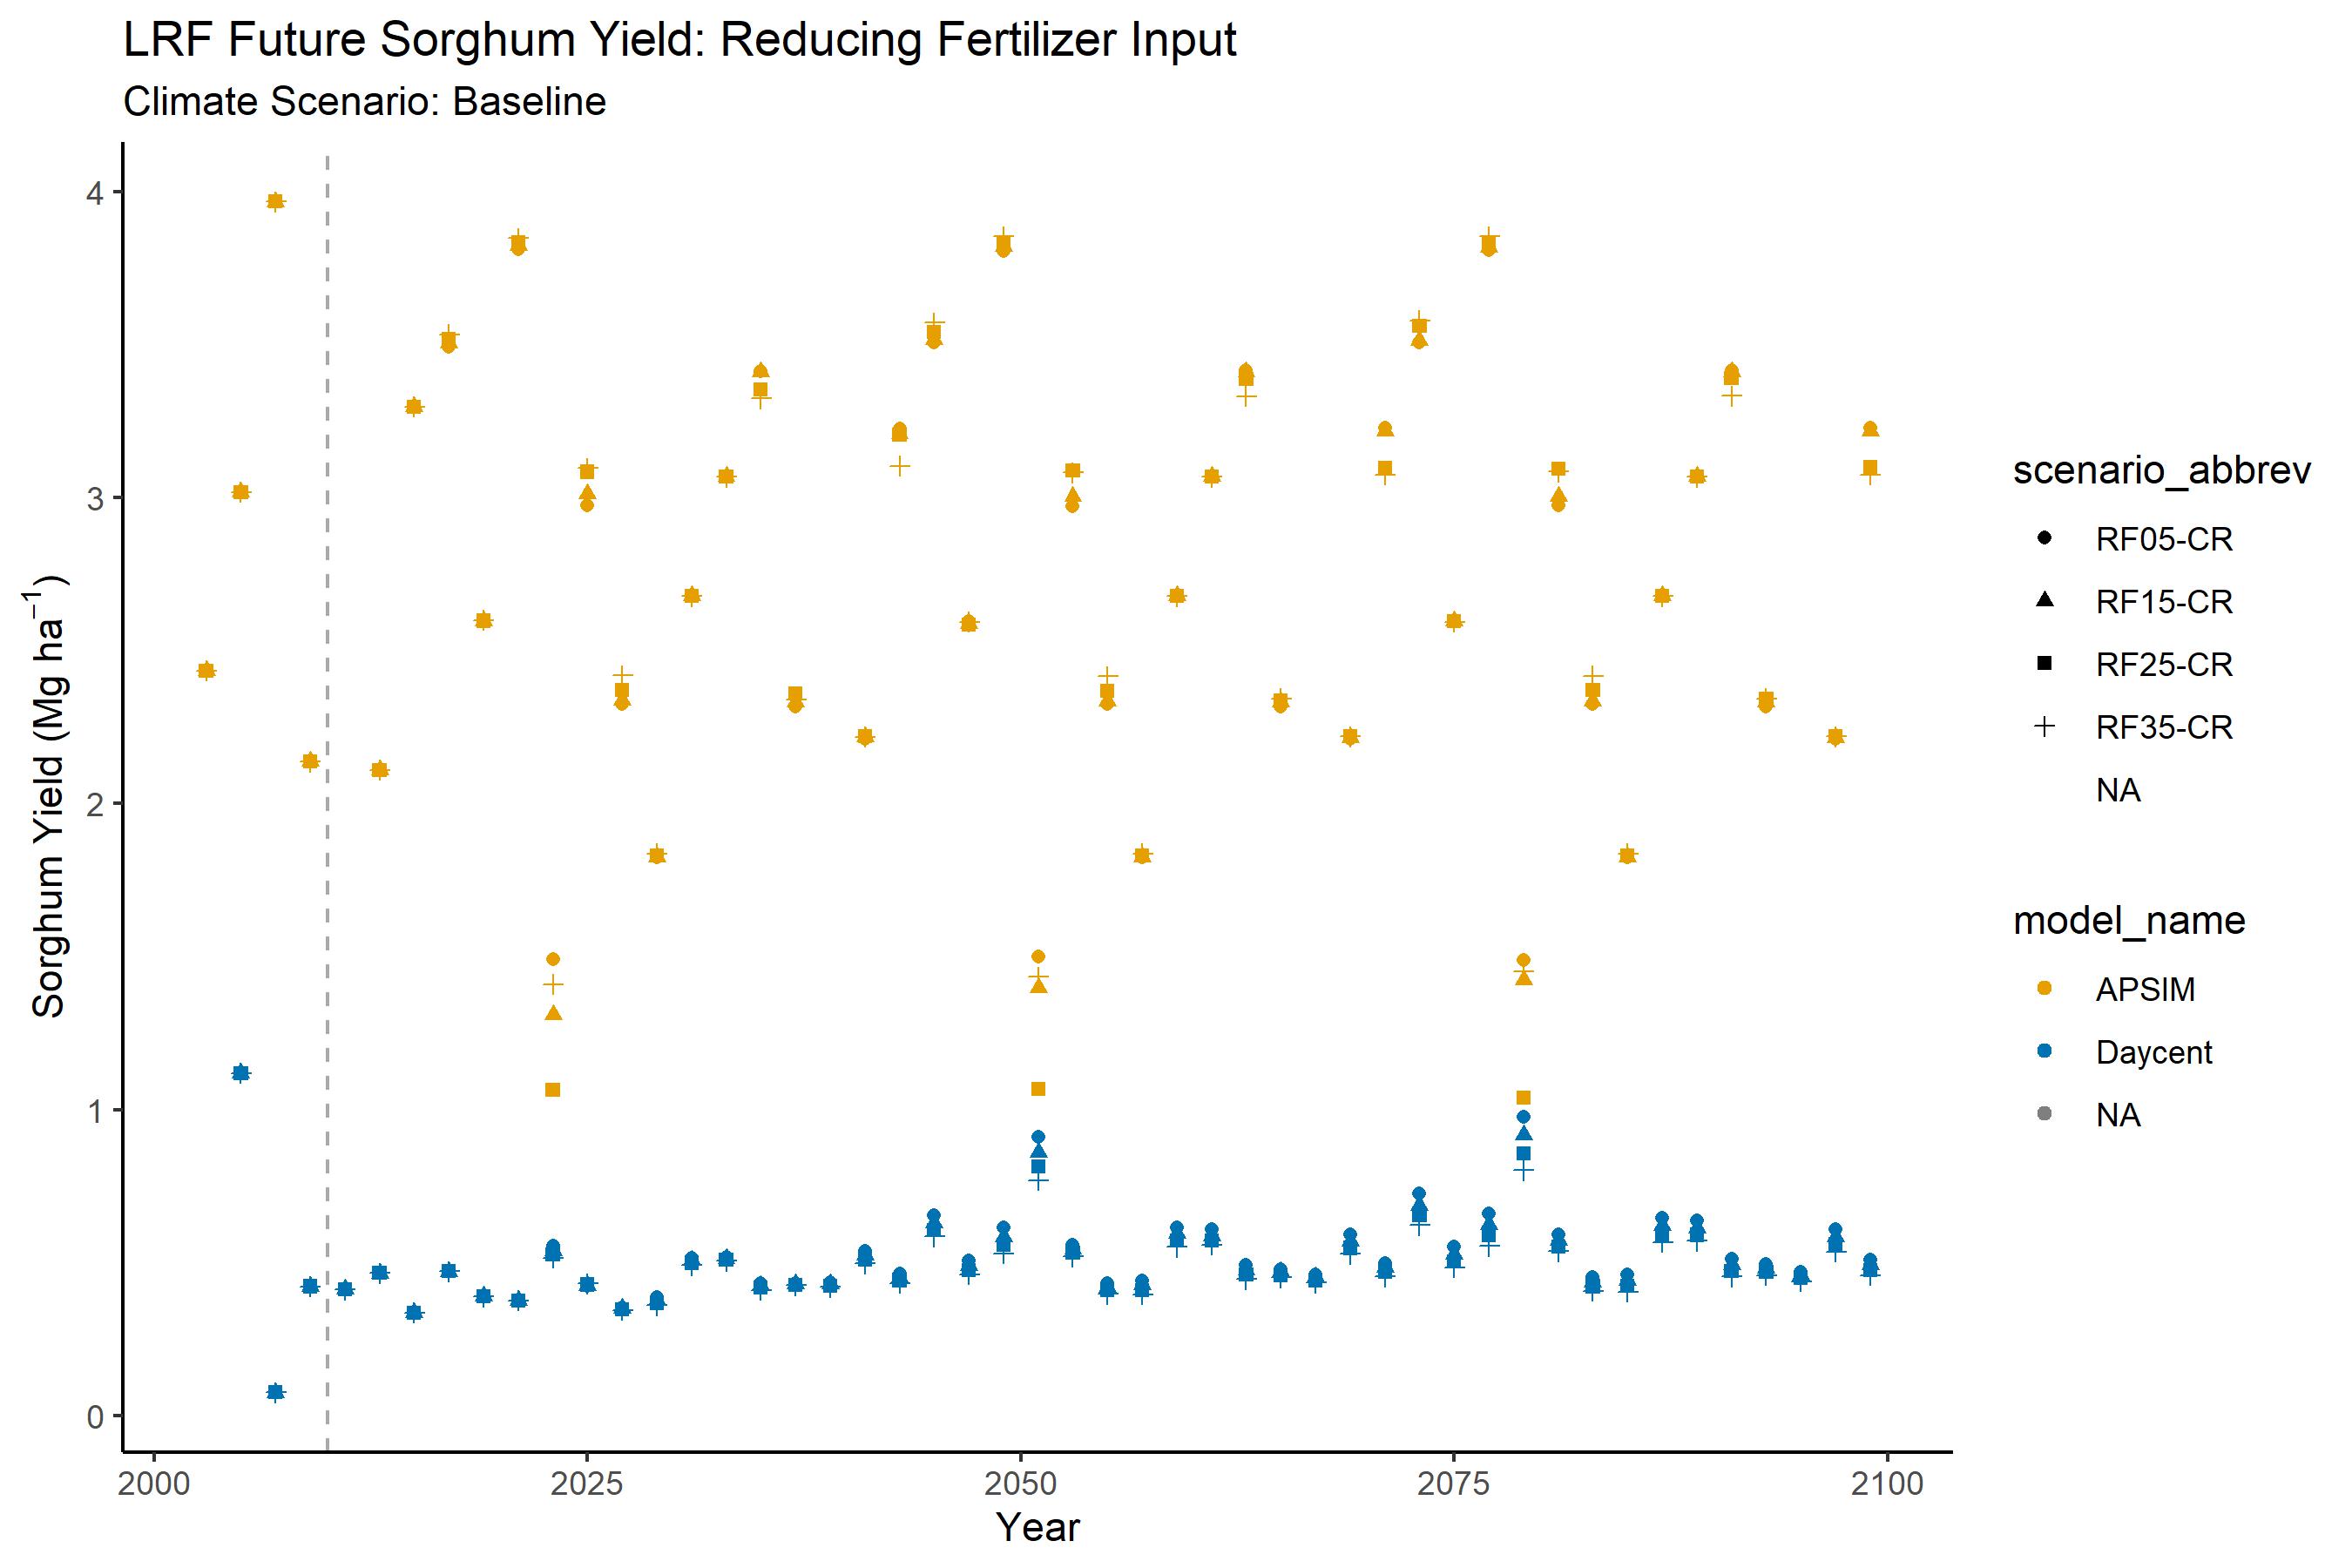 LRF Future Sorghum Yield: Reducing Fertilizer Input
Climate Scenario: Baseline
Sorghum Yield (Mg ha⁻¹)
4
3
2
1
0
2000
2025
2050
2075
2100
Year
scenario_abbrev
RF05-CR
RF15-CR
RF25-CR
RF35-CR
NA
model_name
APSIM
Daycent
NA